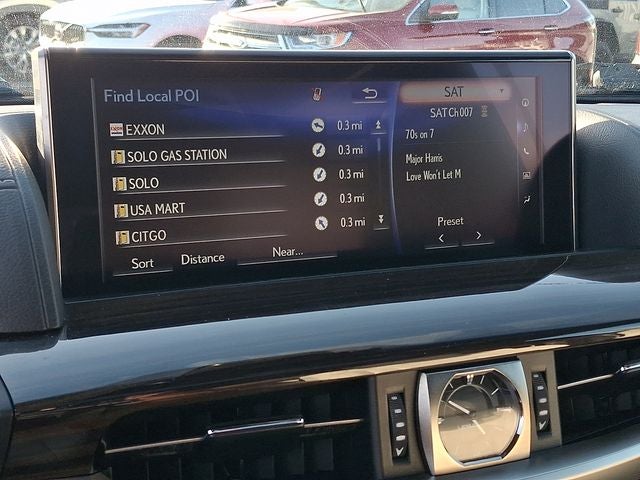 Find Local POI
EXXON 0.3 mi
SOLO GAS STATION 0.3 mi
SOLO 0.3 mi
USA MART 0.3 mi
CITGO 0.3 mi
Sort Distance Near...
SAT
SAT Ch 007
70s on 7
Major Harris
Love Won't Let M
Preset